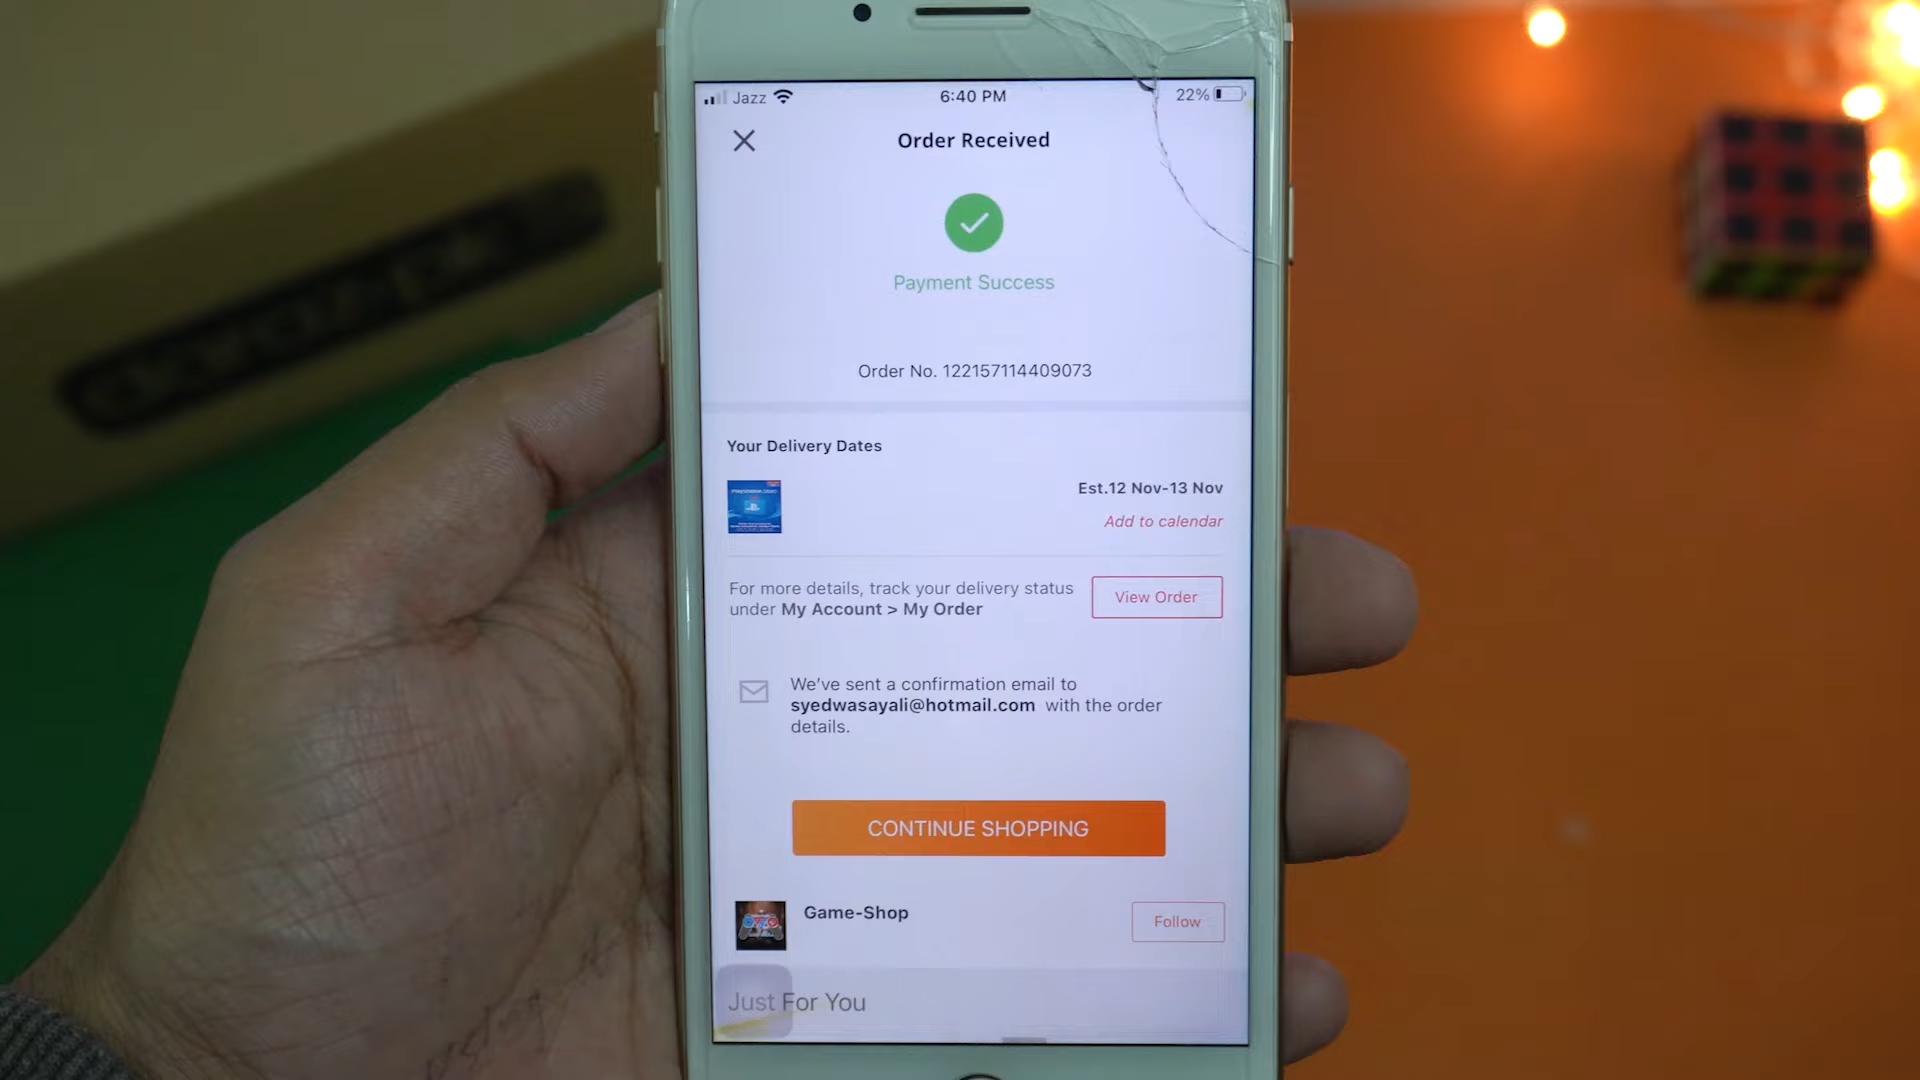 Jazz 6:40 PM 22%
Order Received
Payment Success
Order No. 122157114409073
Your Delivery Dates
Est.12 Nov-13 Nov
Add to calendar
For more details, track your delivery status
under My Account > My Order
View Order
We've sent a confirmation email to
syedwasayali@hotmail.com with the order
details.
CONTINUE SHOPPING
Game-Shop
Follow
Just For You